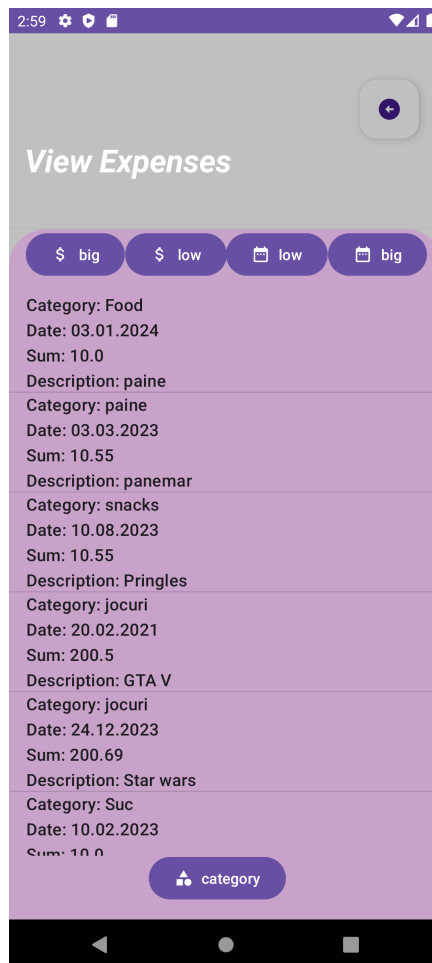 2:59
View Expenses
$ big $ low low big
Category: Food
Date: 03.01.2024
Sum: 10.0
Description: paine
Category: paine
Date: 03.03.2023
Sum: 10.55
Description: panemar
Category: snacks
Date: 10.08.2023
Sum: 10.55
Description: Pringles
Category: jocuri
Date: 20.02.2021
Sum: 200.5
Description: GTA V
Category: jocuri
Date: 24.12.2023
Sum: 200.69
Description: Star wars
Category: Suc
Date: 10.02.2023
Sum: 10.0
category